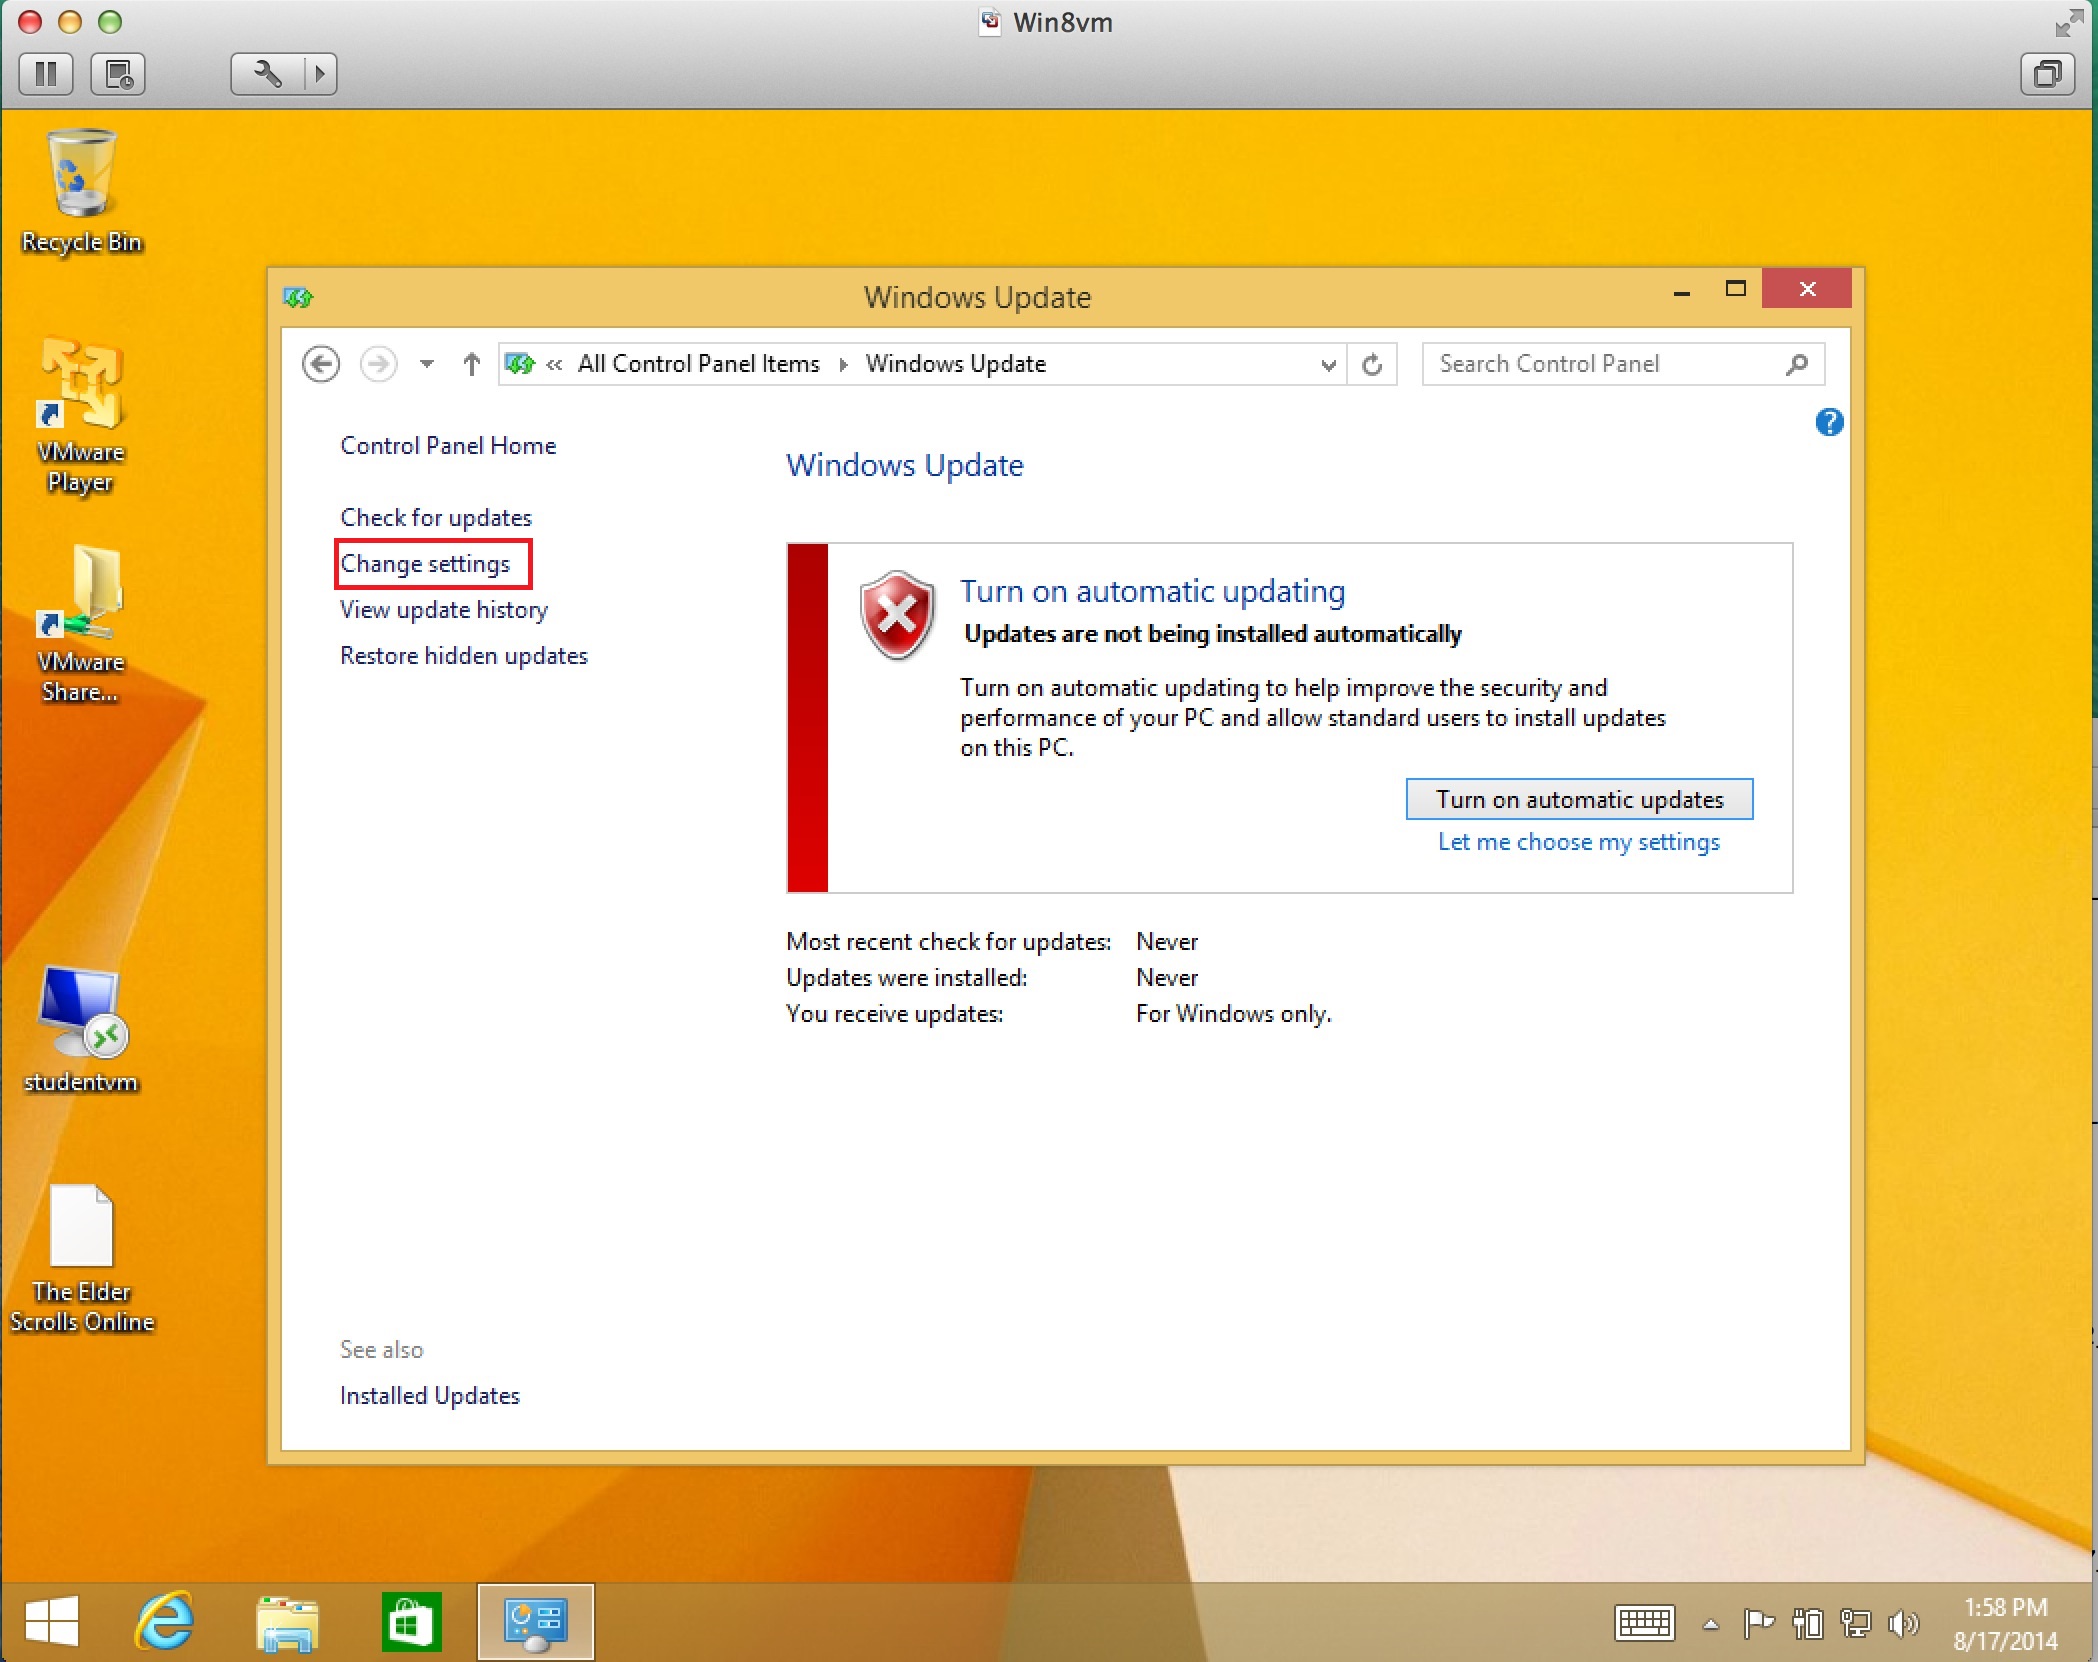 Win8vm
Recycle Bin
VMware
Player
VMware
Share...
studentvm
The Elder
Scrolls Online
Windows Update
« All Control Panel Items Windows Update
Search Control Panel
?
Control Panel Home
Check for updates
Change settings
View update history
Restore hidden updates
Windows Update
Turn on automatic updating
Updates are not being installed automatically
Turn on automatic updating to help improve the security and
performance of your PC and allow standard users to install updates
on this PC.
Turn on automatic updates
Let me choose my settings
Most recent check for updates: Never
Updates were installed: Never
You receive updates: For Windows only.
See also
Installed Updates
1:58 PM
8/17/2014